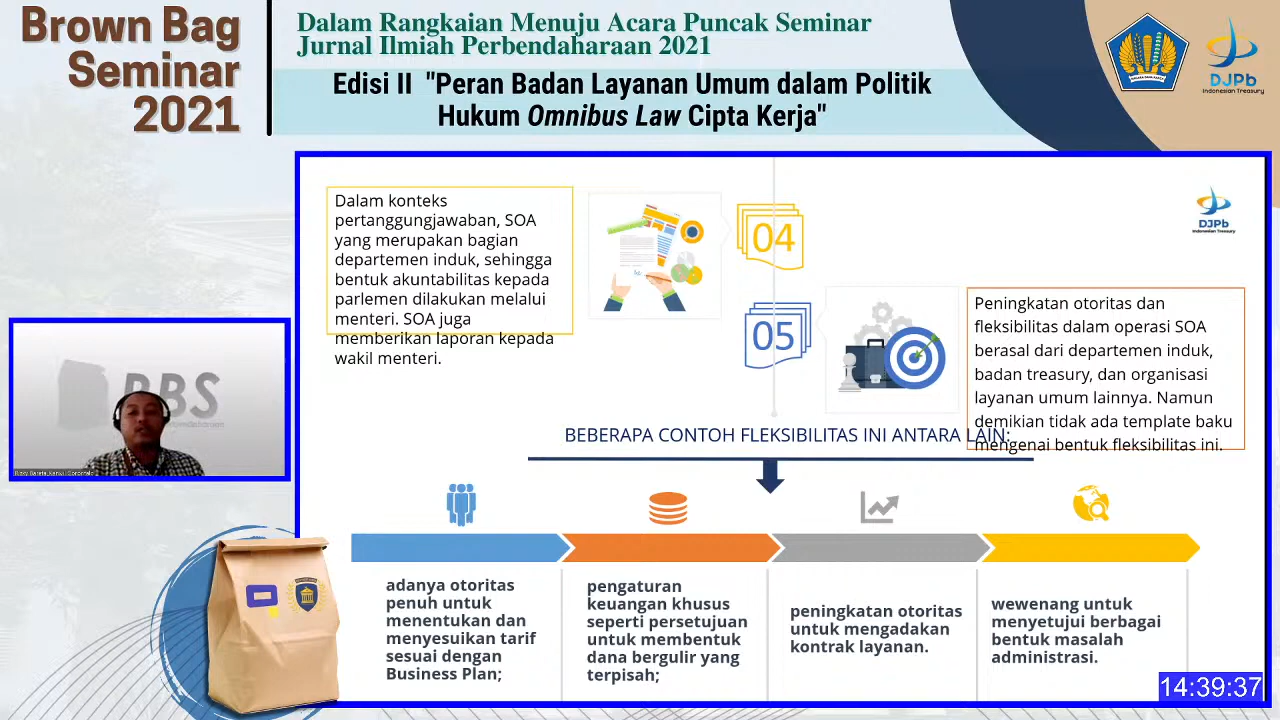 Brown Bag
Seminar
2021
Dalam Rangkaian Menuju Acara Puncak Seminar
Jurnal Ilmiah Perbendaharaan 2021
Edisi II "Peran Badan Layanan Umum dalam Politik
Hukum Omnibus Law Cipta Kerja"
DJPb
Indonesian Treasury
Dalam konteks
pertanggungjawaban, SOA
yang merupakan bagian
departemen induk, sehingga
bentuk akuntabilitas kepada
parlemen dilakukan melalui
menteri. SOA juga
memberikan laporan kepada
wakil menteri.
04
05
DJPb
Indonesian Treasury
Peningkatan otoritas dan
fleksibilitas dalam operasi SOA
berasal dari departemen induk,
badan treasury, dan organisasi
layanan umum lainnya. Namun
demikian tidak ada template baku
mengenai bentuk fleksibilitas ini.
BEBERAPA CONTOH FLEKSIBILITAS INI ANTARA LAIN:
BBS
adanya otoritas
penuh untuk
menentukan dan
menyesuikan tarif
sesuai dengan
Business Plan;
pengaturan
keuangan khusus
seperti persetujuan
untuk membentuk
dana bergulir yang
terpisah;
peningkatan otoritas
untuk mengadakan
kontrak layanan.
wewenang untuk
menyetujui berbagai
bentuk masalah
administrasi.
14:39:37